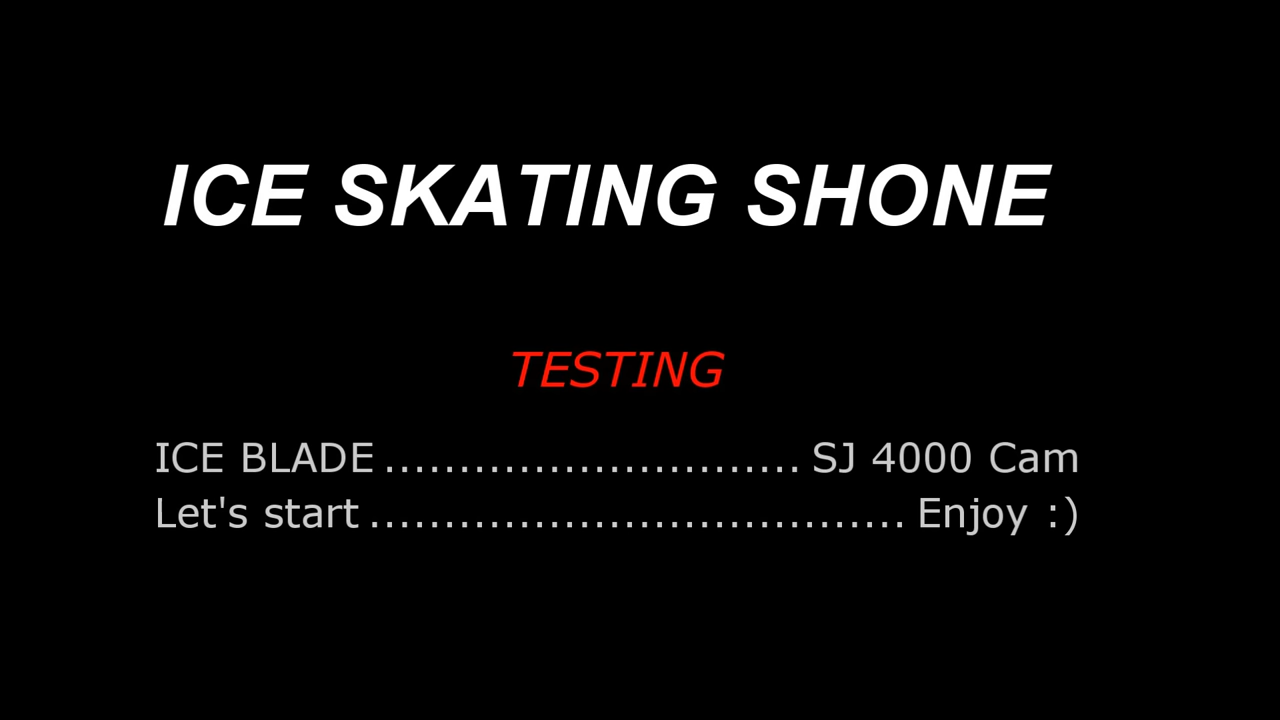 ICE SKATING SHONE
TESTING
ICE BLADE ............................ SJ 4000 Cam
Let's start .................................... Enjoy :)